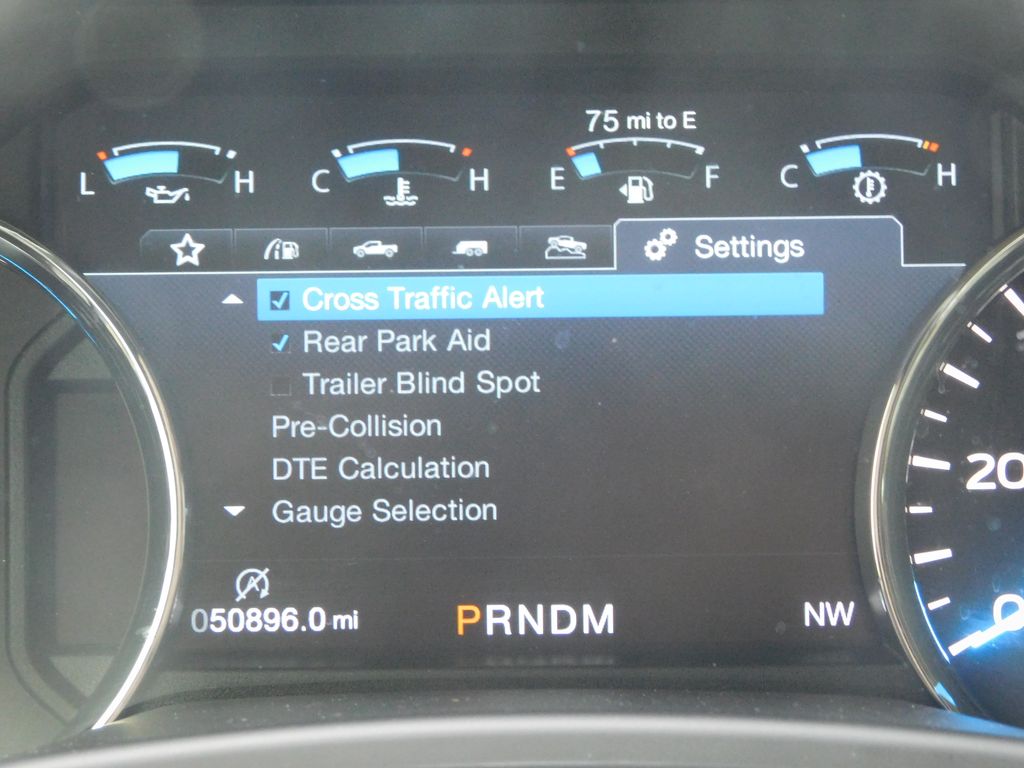 75 mi to E
L H C H E F C H
Settings
Cross Traffic Alert
Rear Park Aid
Trailer Blind Spot
Pre-Collision
DTE Calculation
Gauge Selection
20
A
050896.0 mi PRNDM NW 0